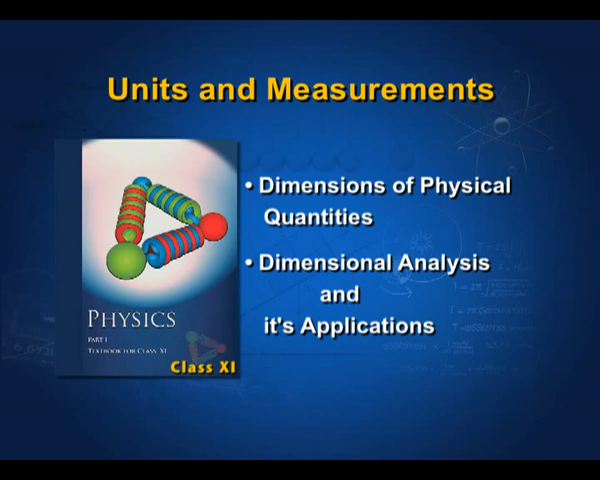 Units and Measurements
• Dimensions of Physical
Quantities
• Dimensional Analysis
and
it's Applications
PHYSICS
PART I
TEXTBOOK FOR CLASS XI
Class XI